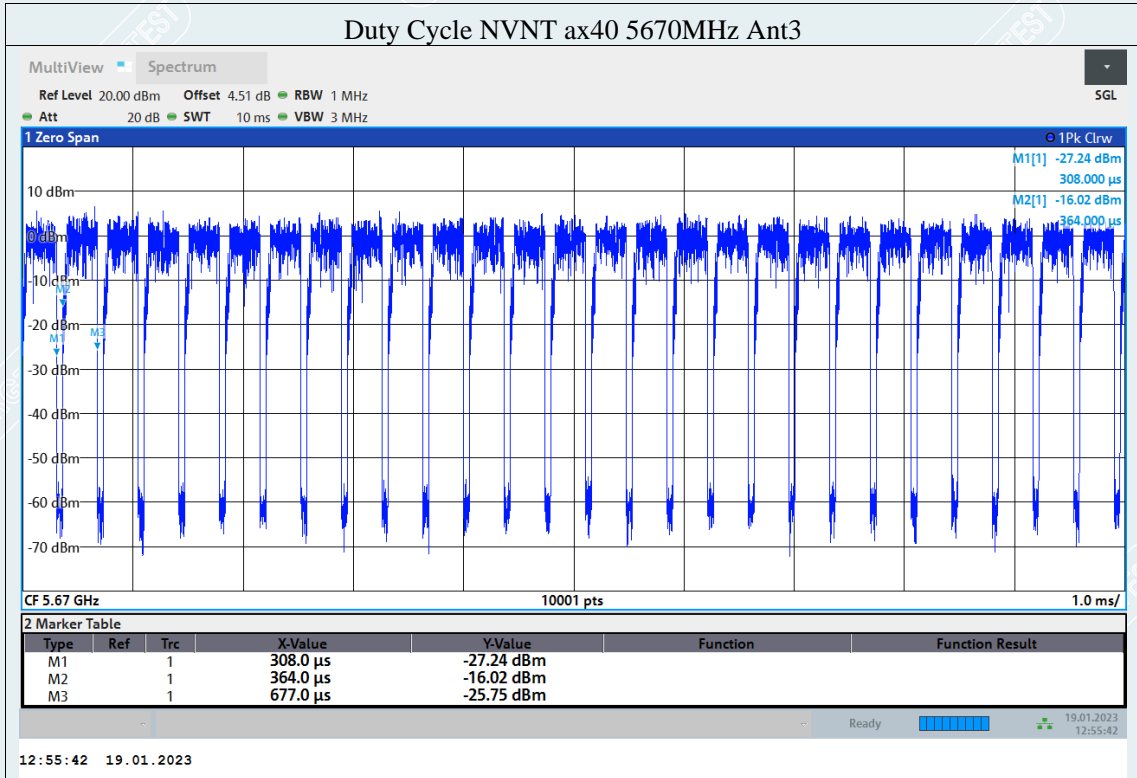 Duty Cycle NVNT ax40 5670MHz Ant3
MultiView Spectrum
Ref Level 20.00 dBm Offset 4.51 dB RBW 1 MHz SGL
Att 20 dB SWT 10 ms VBW 3 MHz
1 Zero Span 1Pk Clrw
M1[1] -27.24 dBm
308.000 µs
10 dBm
M2[1] -16.02 dBm
364.000 µs
0 dBm
-10 dBm
M2
-20 dBm
M1 M3
-30 dBm
-40 dBm
-50 dBm
-60 dBm
-70 dBm
CF 5.67 GHz 10001 pts 1.0 ms/
2 Marker Table
Type Ref Trc X-Value Y-Value Function Function Result
M1 1 308.0 µs -27.24 dBm
M2 1 364.0 µs -16.02 dBm
M3 1 677.0 µs -25.75 dBm
Ready 19.01.2023
12:55:42
12:55:42 19.01.2023